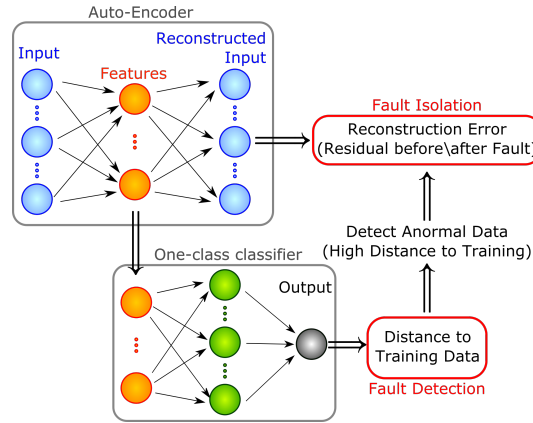 Auto-Encoder
Input
Features
Reconstructed
Input
Fault Isolation
Reconstruction Error
(Residual before\after Fault)
Detect Anormal Data
(High Distance to Training)
One-class classifier
Output
Distance to
Training Data
Fault Detection